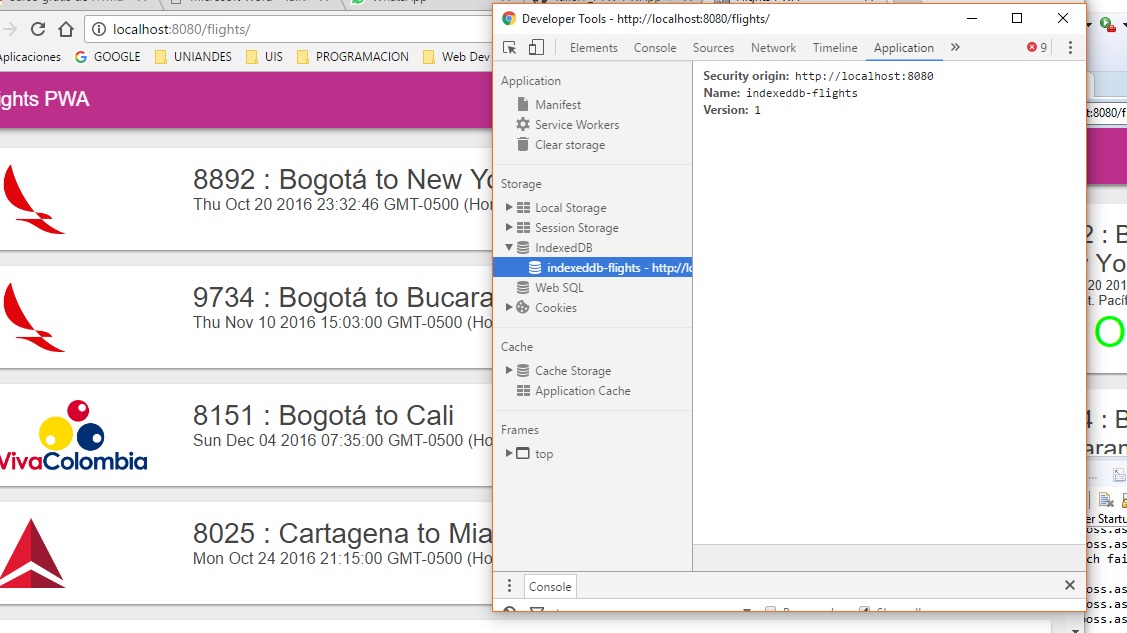 Developer Tools - http://localhost:8080/flights/
localhost:8080/flights/
Elements Console Sources Network Timeline Application » 9
plicaciones GOOGLE UNIANDES UIS PROGRAMACION Web Dev
ights PWA
8892 : Bogotá to New Yo
Thu Oct 20 2016 23:32:46 GMT-0500 (Hor
9734 : Bogotá to Bucara
Thu Nov 10 2016 15:03:00 GMT-0500 (Ho
8151 : Bogotá to Cali
Sun Dec 04 2016 07:35:00 GMT-0500 (Ho
VivaColombia
8025 : Cartagena to Mia
Mon Oct 24 2016 21:15:00 GMT-0500 (Ho
Application
Manifest
Service Workers
Clear storage
Storage
Local Storage
Session Storage
IndexedDB
indexeddb-flights - http://lo
Web SQL
Cookies
Cache
Cache Storage
Application Cache
Frames
top
Security origin: http://localhost:8080
Name: indexeddb-flights
Version: 1
Console
t:8080/f
2 : B
Yo
20 201
t. Pacíf
O
4 : B
aram
er Startu
oss.as
oss.as
ch fai
oss.as
oss.as
oss.as